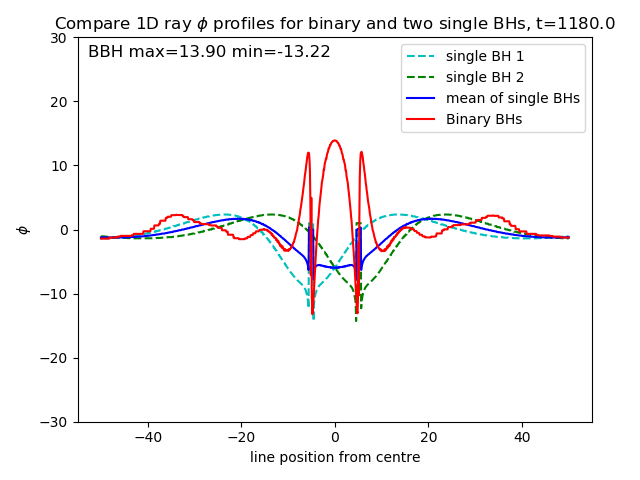 Compare 1D ray ϕ profiles for binary and two single BHs, t=1180.0
BBH max=13.90 min=-13.22
single BH 1
single BH 2
mean of single BHs
Binary BHs
30
20
10
0
−10
−20
−30
ϕ
−40
−20
0
20
40
line position from centre